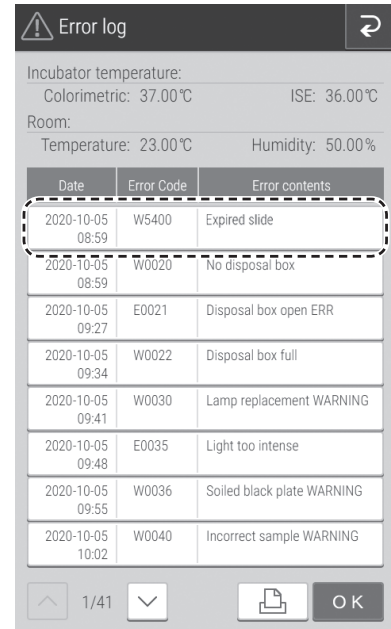 Error log
Incubator temperature:
Colorimetric: 37.00℃ ISE: 36.00℃
Room:
Temperature: 23.00℃ Humidity: 50.00%
Date Error Code Error contents
2020-10-05 W5400 Expired slide
08:59
2020-10-05 W0020 No disposal box
08:59
2020-10-05 E0021 Disposal box open ERR
09:27
2020-10-05 W0022 Disposal box full
09:34
2020-10-05 W0030 Lamp replacement WARNING
09:41
2020-10-05 E0035 Light too intense
09:48
2020-10-05 W0036 Soiled black plate WARNING
09:55
2020-10-05 W0040 Incorrect sample WARNING
10:02
1/41 OK